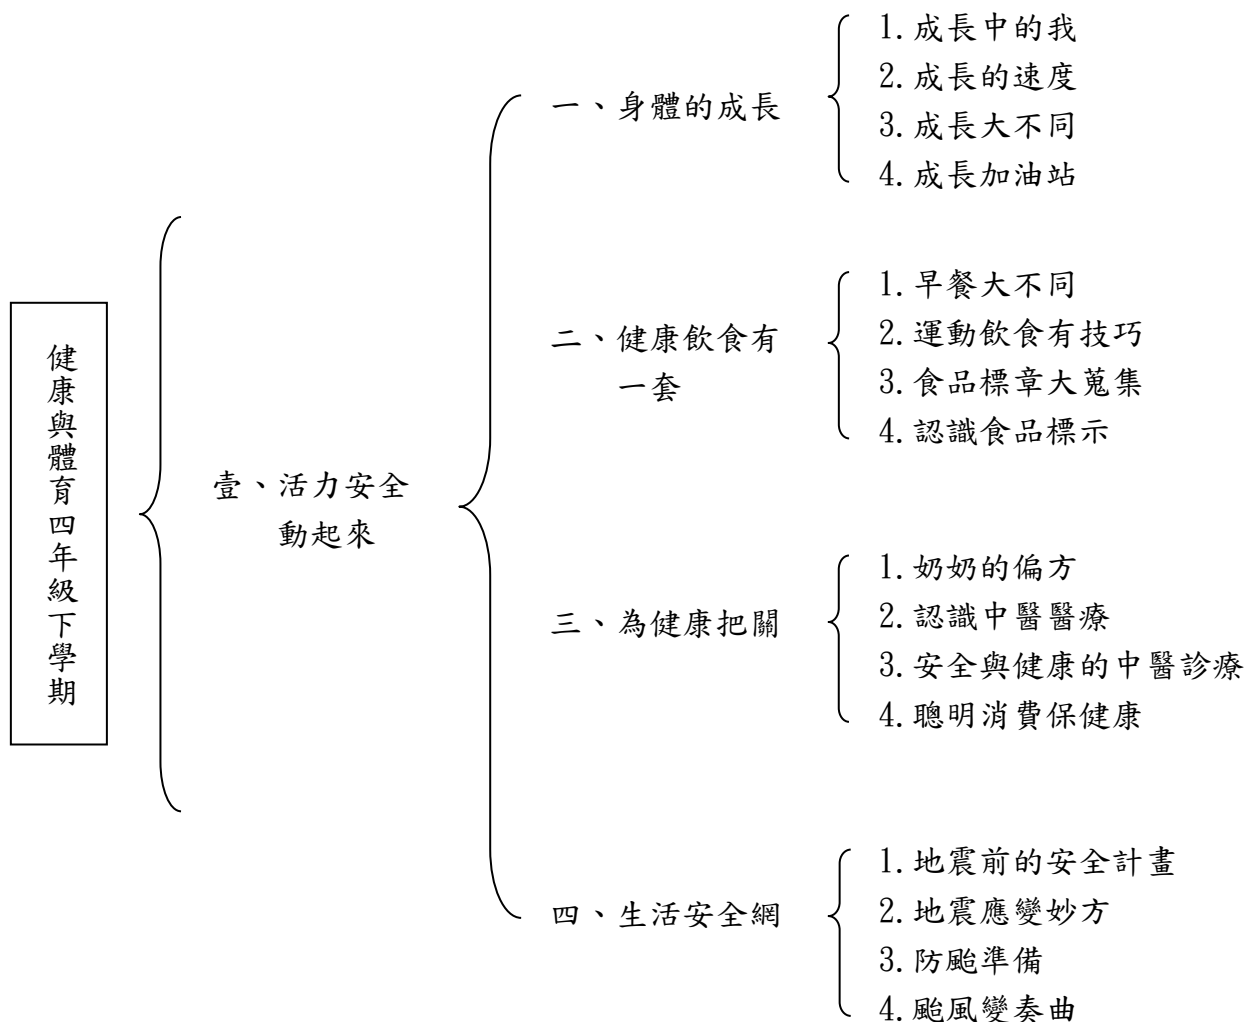 健康與體育四年級下學期
壹、活力安全
動起來
一、身體的成長
1.成長中的我
2.成長的速度
3.成長大不同
4.成長加油站
二、健康飲食有
一套
1.早餐大不同
2.運動飲食有技巧
3.食品標章大蒐集
4.認識食品標示
三、為健康把關
1.奶奶的偏方
2.認識中醫醫療
3.安全與健康的中醫診療
4.聰明消費保健康
四、生活安全網
1.地震前的安全計畫
2.地震應變妙方
3.防颱準備
4.颱風變奏曲